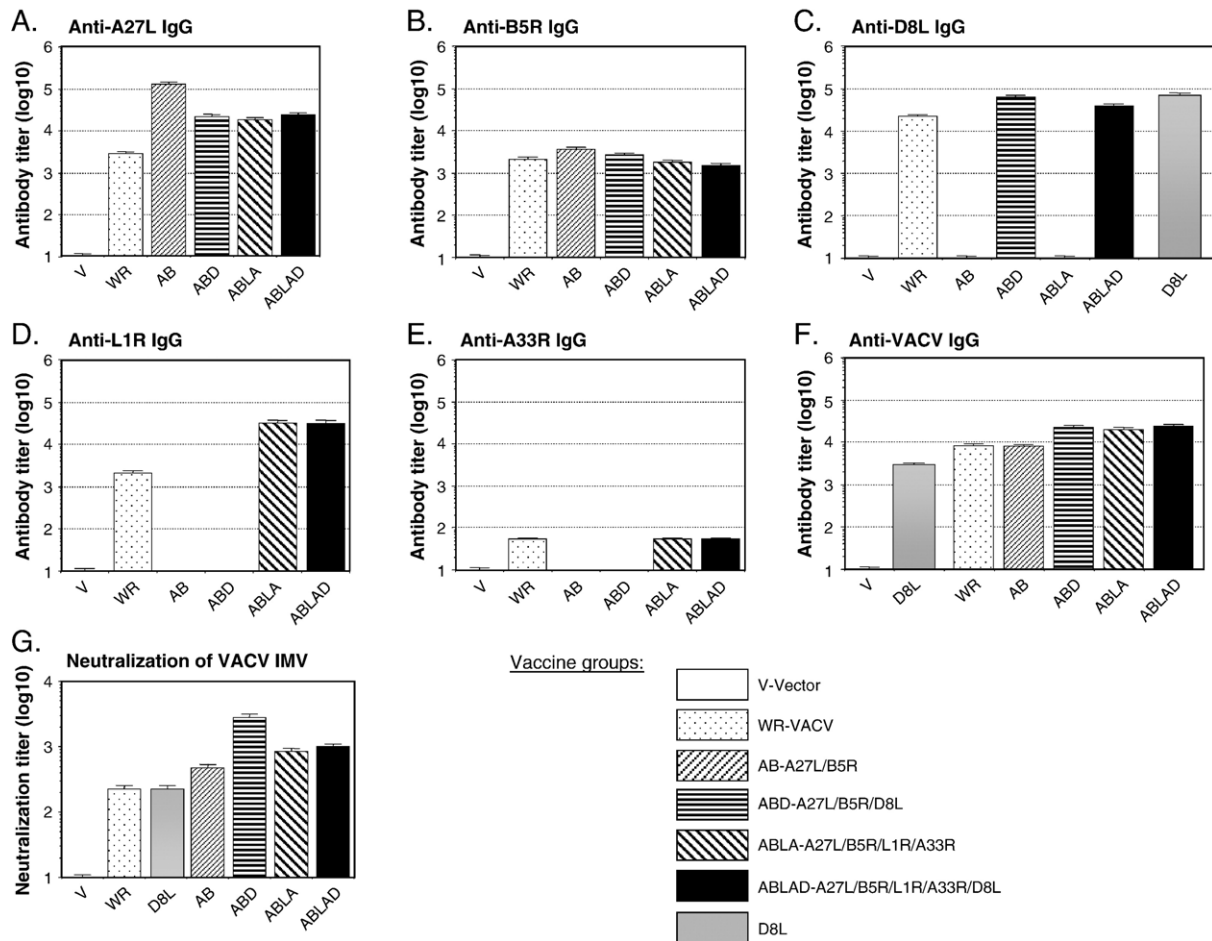 A. Anti-A27L IgG
Antibody titer (log10)
6
5
4
3
2
1
V WR AB ABD ABLA ABLAD
B. Anti-B5R IgG
Antibody titer (log10)
6
5
4
3
2
1
V WR AB ABD ABLA ABLAD
C. Anti-D8L IgG
Antibody titer (log10)
6
5
4
3
2
1
V WR AB ABD ABLA ABLAD D8L
D. Anti-L1R IgG
Antibody titer (log10)
6
5
4
3
2
1
V WR AB ABD ABLA ABLAD
E. Anti-A33R IgG
Antibody titer (log10)
6
5
4
3
2
1
V WR AB ABD ABLA ABLAD
F. Anti-VACV IgG
Antibody titer (log10)
6
5
4
3
2
1
V D8L WR AB ABD ABLA ABLAD
G. Neutralization of VACV IMV
Neutralization titer (log10)
4
3
2
1
V WR D8L AB ABD ABLA ABLAD
Vaccine groups:
V-Vector
WR-VACV
AB-A27L/B5R
ABD-A27L/B5R/D8L
ABLA-A27L/B5R/L1R/A33R
ABLAD-A27L/B5R/L1R/A33R/D8L
D8L